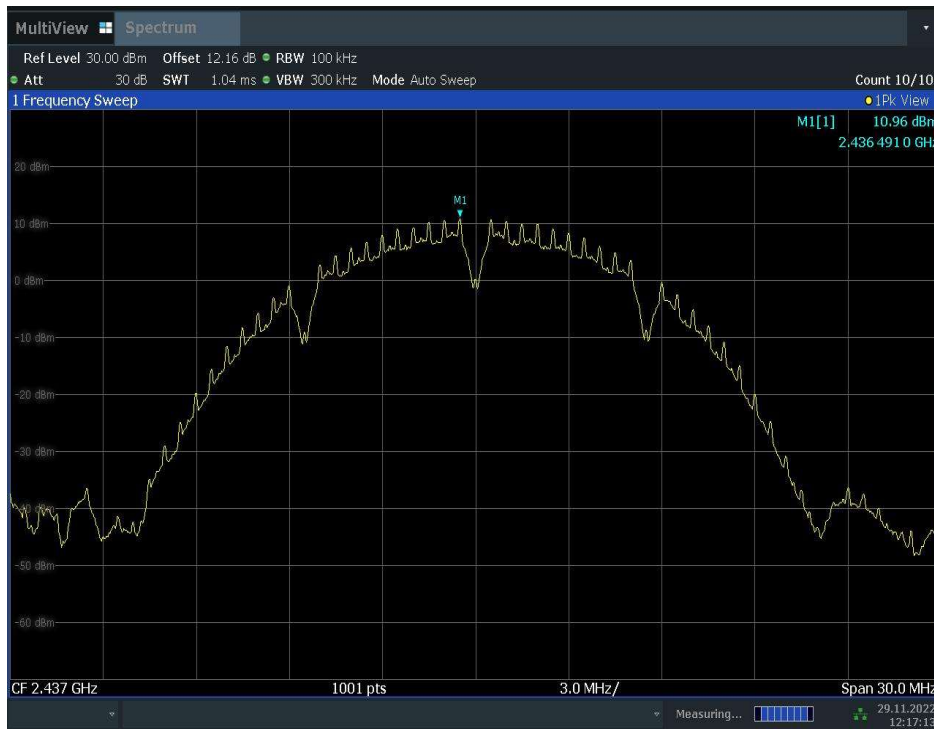 MultiView Spectrum
Ref Level 30.00 dBm Offset 12.16 dB RBW 100 kHz
Att 30 dB SWT 1.04 ms VBW 300 kHz Mode Auto Sweep Count 10/10
1 Frequency Sweep 1Pk View
M1[1] 10.96 dBm
2.436 491 0 GHz
M1
20 dBm
10 dBm
0 dBm
-10 dBm
-20 dBm
-30 dBm
-40 dBm
-50 dBm
-60 dBm
CF 2.437 GHz 1001 pts 3.0 MHz/ Span 30.0 MHz
Measuring... 29.11.2022
12:17:13